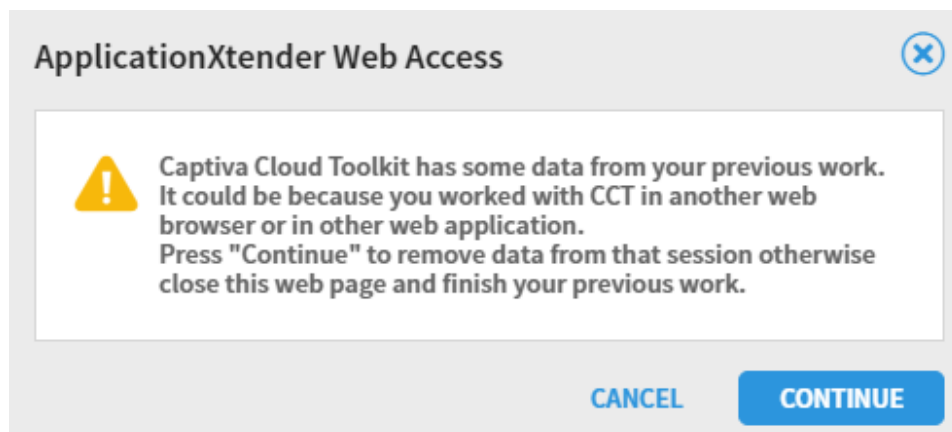 ApplicationXtender Web Access
Captiva Cloud Toolkit has some data from your previous work.
It could be because you worked with CCT in another web
browser or in other web application.
Press "Continue" to remove data from that session otherwise
close this web page and finish your previous work.
CANCEL
CONTINUE